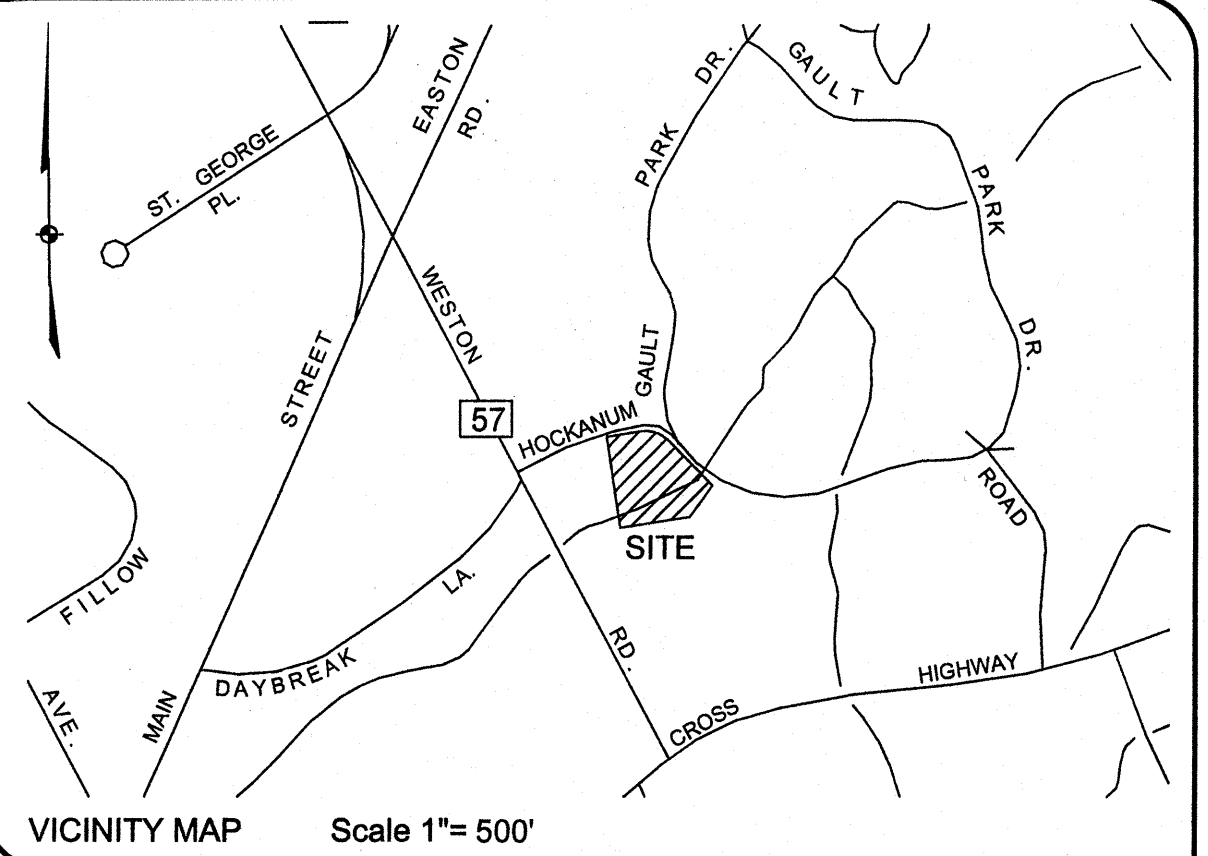 ST. GEORGE
PL.
EASTON
RD.
PARK
DR.
GAULT
PARK
DR.
WESTON
57
STREET
GAULT
HOCKANUM
SITE
ROAD
FILLOW
LA.
DAYBREAK
RD.
HIGHWAY
CROSS
AVE.
MAIN
VICINITY MAP
Scale 1"= 500'